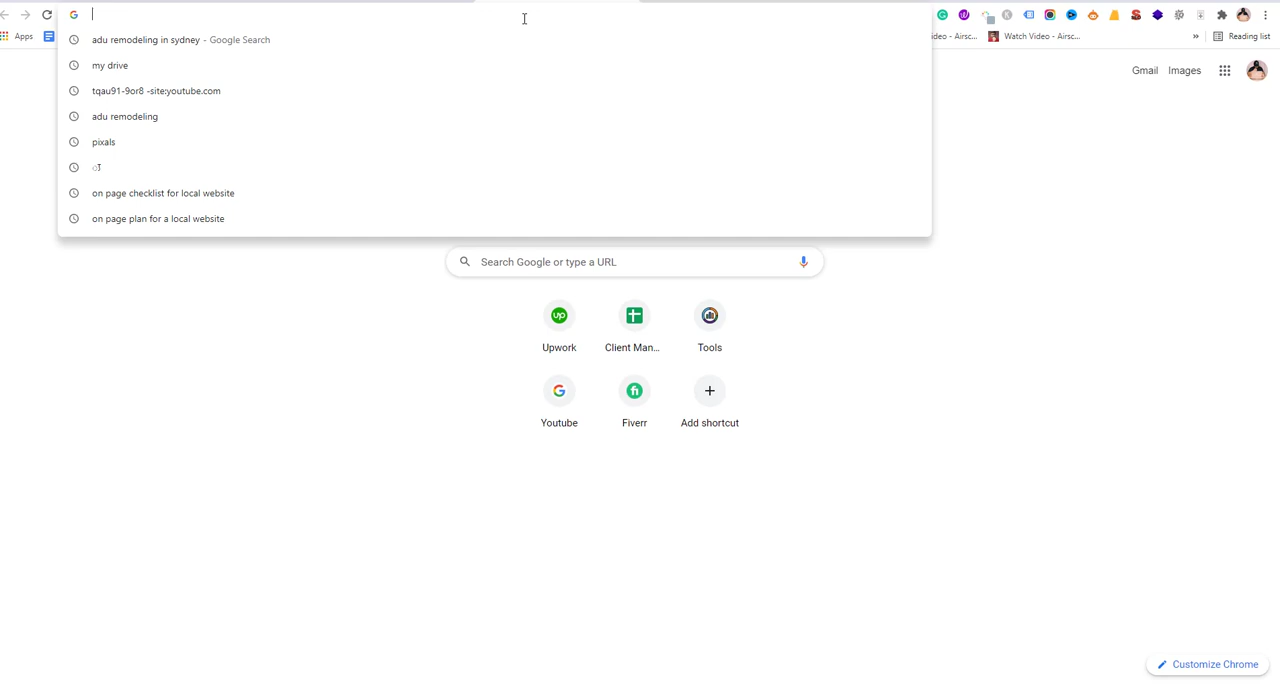 adu remodeling in sydney - Google Search
my drive
tqau91-9or8 -site:youtube.com
adu remodeling
pixals
on page checklist for local website
on page plan for a local website
Apps
ideo - Airsc...
Watch Video - Airsc...
»
Reading list
Gmail Images
Search Google or type a URL
Upwork Client Man... Tools
Youtube Fiverr Add shortcut
Customize Chrome